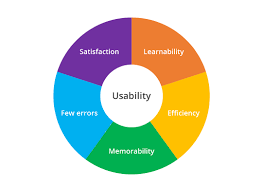 Satisfaction
Learnability
Usability
Few errors
Efficiency
Memorability